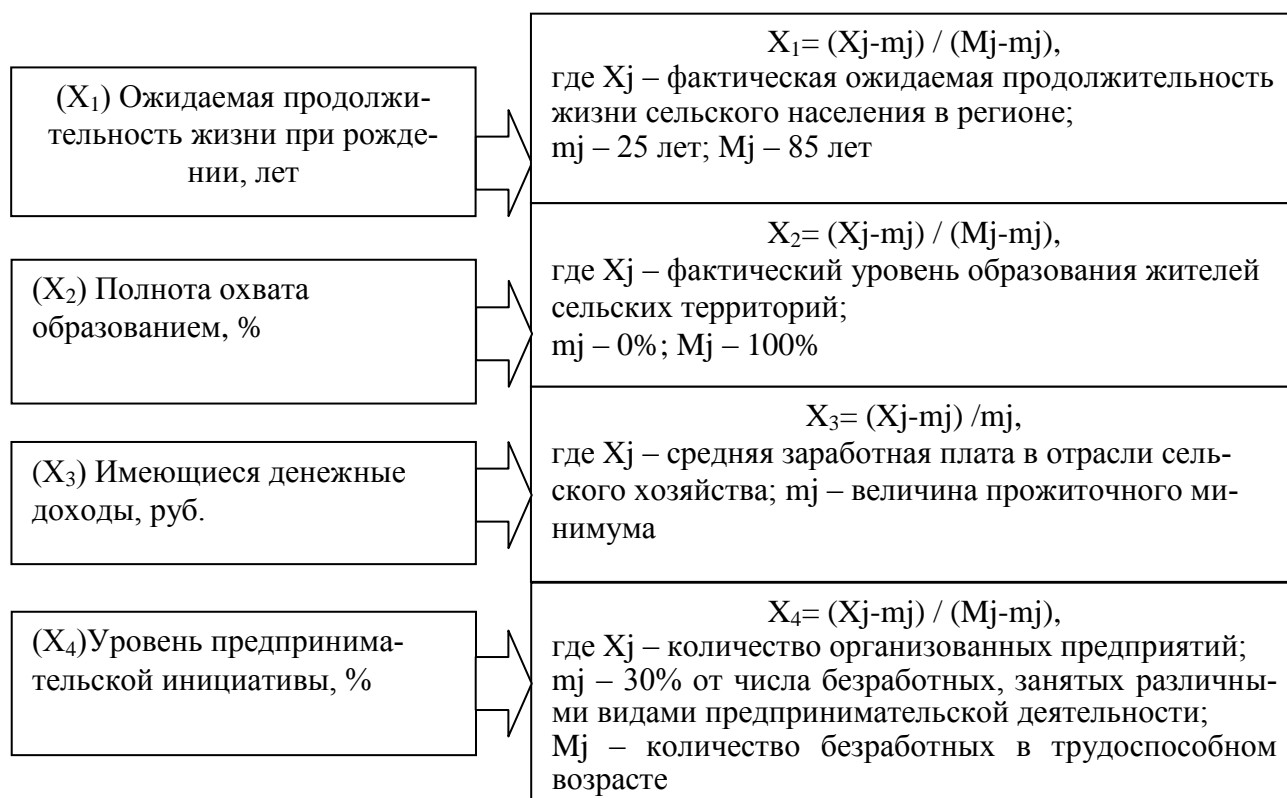 (X₁) Ожидаемая продолжи-
тельность жизни при рожде-
нии, лет
X₁= (Xj-mj) / (Mj-mj),
где Xj – фактическая ожидаемая продолжительность
жизни сельского населения в регионе;
mj – 25 лет; Mj – 85 лет
(X₂) Полнота охвата
образованием, %
X₂= (Xj-mj) / (Mj-mj),
где Xj – фактический уровень образования жителей
сельских территорий;
mj – 0%; Mj – 100%
(X₃) Имеющиеся денежные
доходы, руб.
X₃= (Xj-mj) /mj,
где Xj – средняя заработная плата в отрасли сель-
ского хозяйства; mj – величина прожиточного ми-
нимума
(X₄)Уровень предпринима-
тельской инициативы, %
X₄= (Xj-mj) / (Mj-mj),
где Xj – количество организованных предприятий;
mj – 30% от числа безработных, занятых различны-
ми видами предпринимательской деятельности;
Mj – количество безработных в трудоспособном
возрасте